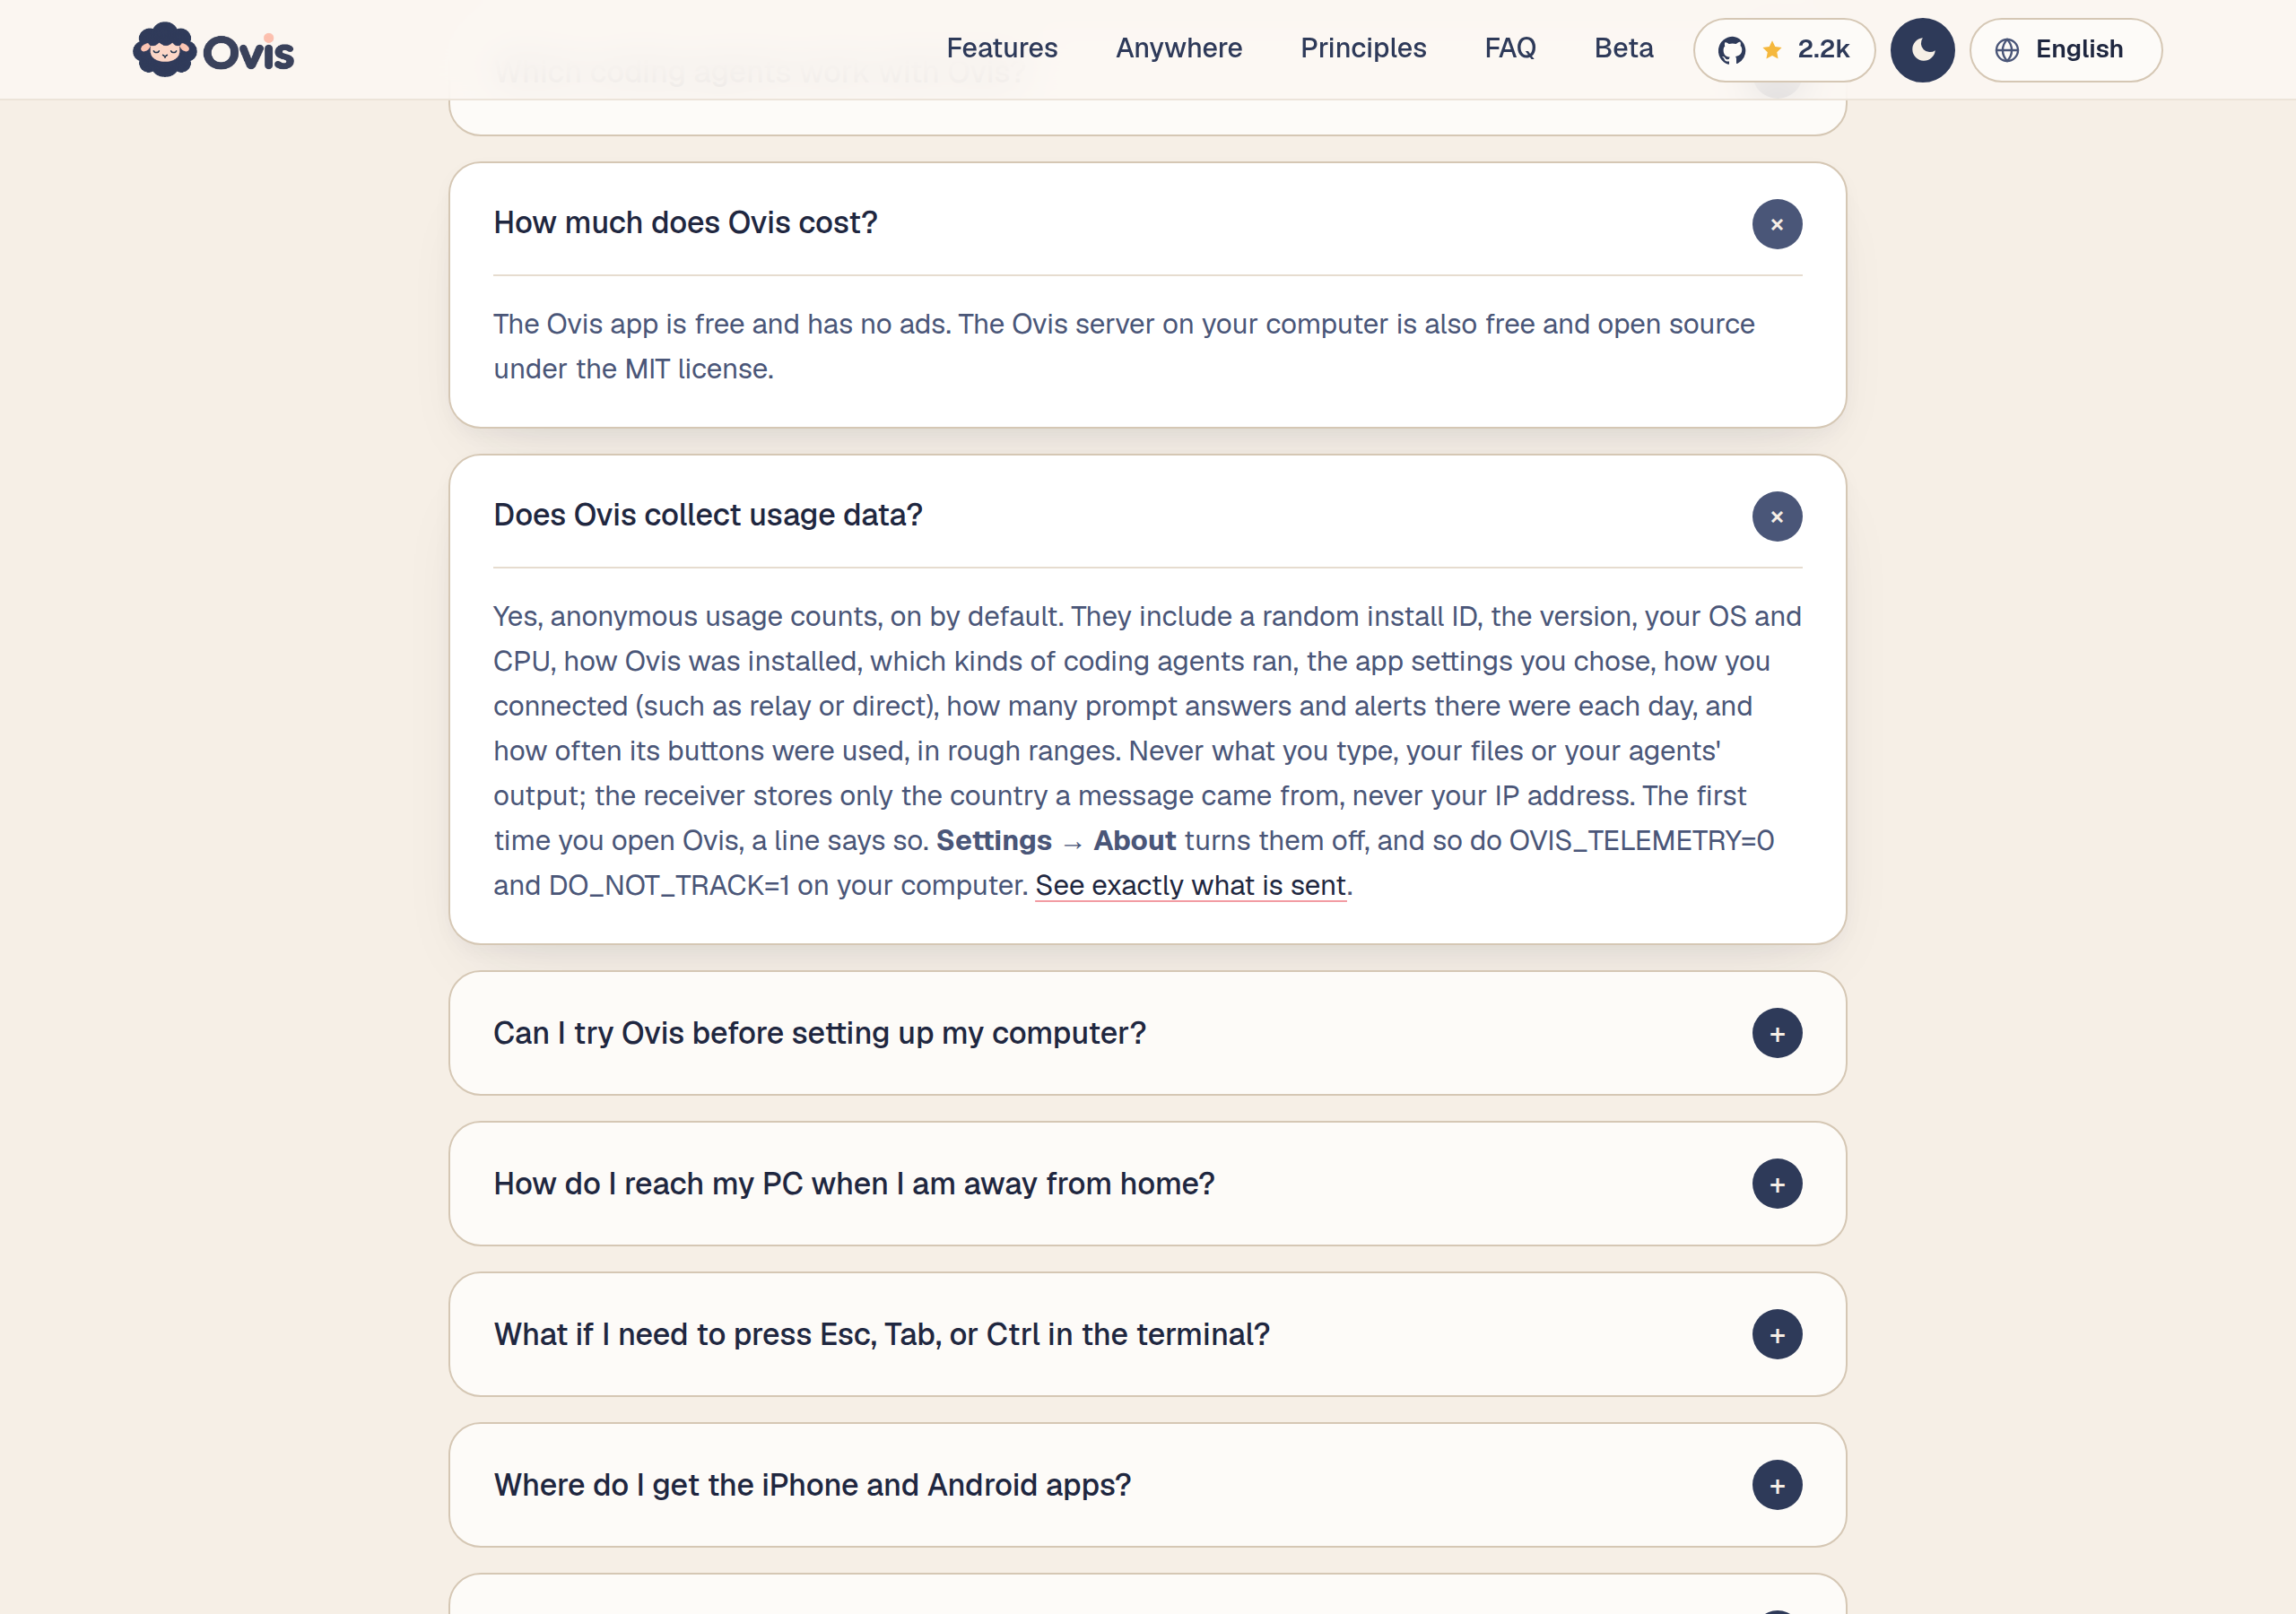 Ovis
Features
Anywhere
Principles
FAQ
Beta
2.2k
English
Which coding agents work with Ovis?
How much does Ovis cost?
The Ovis app is free and has no ads. The Ovis server on your computer is also free and open source
under the MIT license.
Does Ovis collect usage data?
Yes, anonymous usage counts, on by default. They include a random install ID, the version, your OS and
CPU, how Ovis was installed, which kinds of coding agents ran, the app settings you chose, how you
connected (such as relay or direct), how many prompt answers and alerts there were each day, and
how often its buttons were used, in rough ranges. Never what you type, your files or your agents'
output; the receiver stores only the country a message came from, never your IP address. The first
time you open Ovis, a line says so. Settings → About turns them off, and so do OVIS_TELEMETRY=0
and DO_NOT_TRACK=1 on your computer. See exactly what is sent.
Can I try Ovis before setting up my computer?
How do I reach my PC when I am away from home?
What if I need to press Esc, Tab, or Ctrl in the terminal?
Where do I get the iPhone and Android apps?